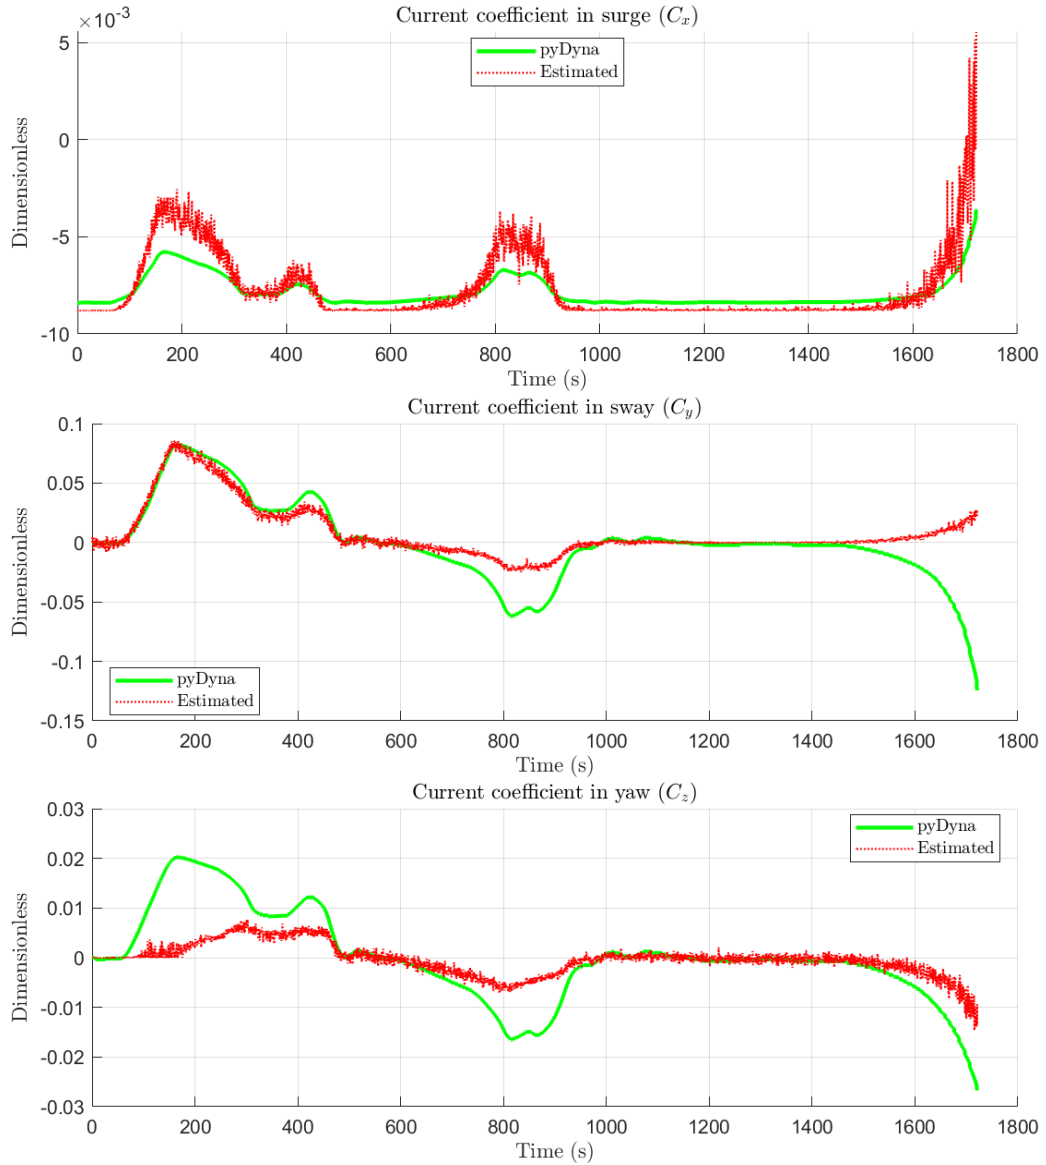 ×10⁻³
Current coefficient in surge (Cₓ)
pyDyna
Estimated
5
0
-5
-10
Dimensionless
0 200 400 600 800 1000 1200 1400 1600 1800
Time (s)
Current coefficient in sway (C_y)
0.1
0.05
0
-0.05
-0.1
-0.15
Dimensionless
pyDyna
Estimated
0 200 400 600 800 1000 1200 1400 1600 1800
Time (s)
Current coefficient in yaw (C_z)
0.03
0.02
0.01
0
-0.01
-0.02
-0.03
Dimensionless
pyDyna
Estimated
0 200 400 600 800 1000 1200 1400 1600 1800
Time (s)